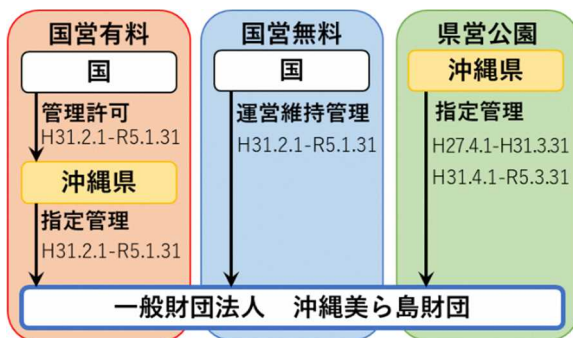 国営有料
国
管理許可
H31.2.1-R5.1.31
沖縄県
指定管理
H31.2.1-R5.1.31
国営無料
国
運営維持管理
H31.2.1-R5.1.31
県営公園
沖縄県
指定管理
H27.4.1-H31.3.31
H31.4.1-R5.3.31
一般財団法人　沖縄美ら島財団